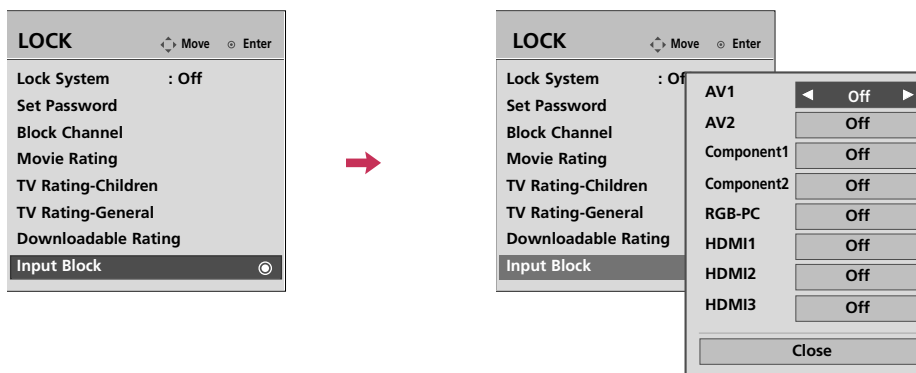 LOCK Move Enter
Lock System : Off
Set Password
Block Channel
Movie Rating
TV Rating-Children
TV Rating-General
Downloadable Rating
Input Block
LOCK Move Enter
Lock System : Of
Set Password
Block Channel
Movie Rating
TV Rating-Children
TV Rating-General
Downloadable Rating
Input Block
AV1 Off
AV2 Off
Component1 Off
Component2 Off
RGB-PC Off
HDMI1 Off
HDMI2 Off
HDMI3 Off
Close